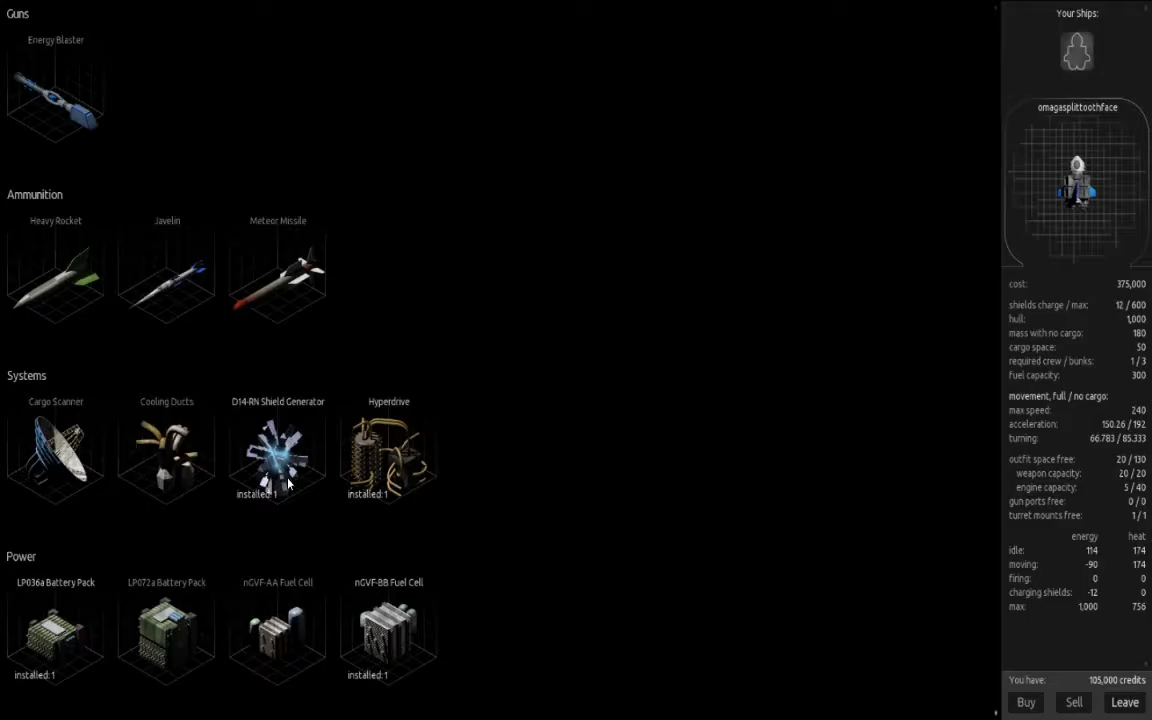 Guns
Energy Blaster
Ammunition
Heavy Rocket Javelin Meteor Missile
Systems
Cargo Scanner Cooling Ducts D14-RN Shield Generator Hyperdrive
installed: 1 installed: 1
Power
LP036a Battery Pack LP072a Battery Pack nGVF-AA Fuel Cell nGVF-BB Fuel Cell
installed: 1 installed: 1
Your Ships:
omagasplittoothface
cost: 375,000
shields charge / max: 12 / 600
hull: 1,000
mass with no cargo: 180
cargo space: 50
required crew / bunks: 1 / 3
fuel capacity: 300
movement, full / no cargo:
max speed: 240
acceleration: 150.26 / 192
turning: 66.783 / 85.333
outfit space free: 20 / 130
weapon capacity: 20 / 20
engine capacity: 5 / 40
gun ports free: 0 / 0
turret mounts free: 1 / 1
energy heat
idle: 114 174
moving: -90 174
firing: 0 0
charging shields: -12 0
max: 1,000 756
You have: 105,000 credits
Buy Sell Leave